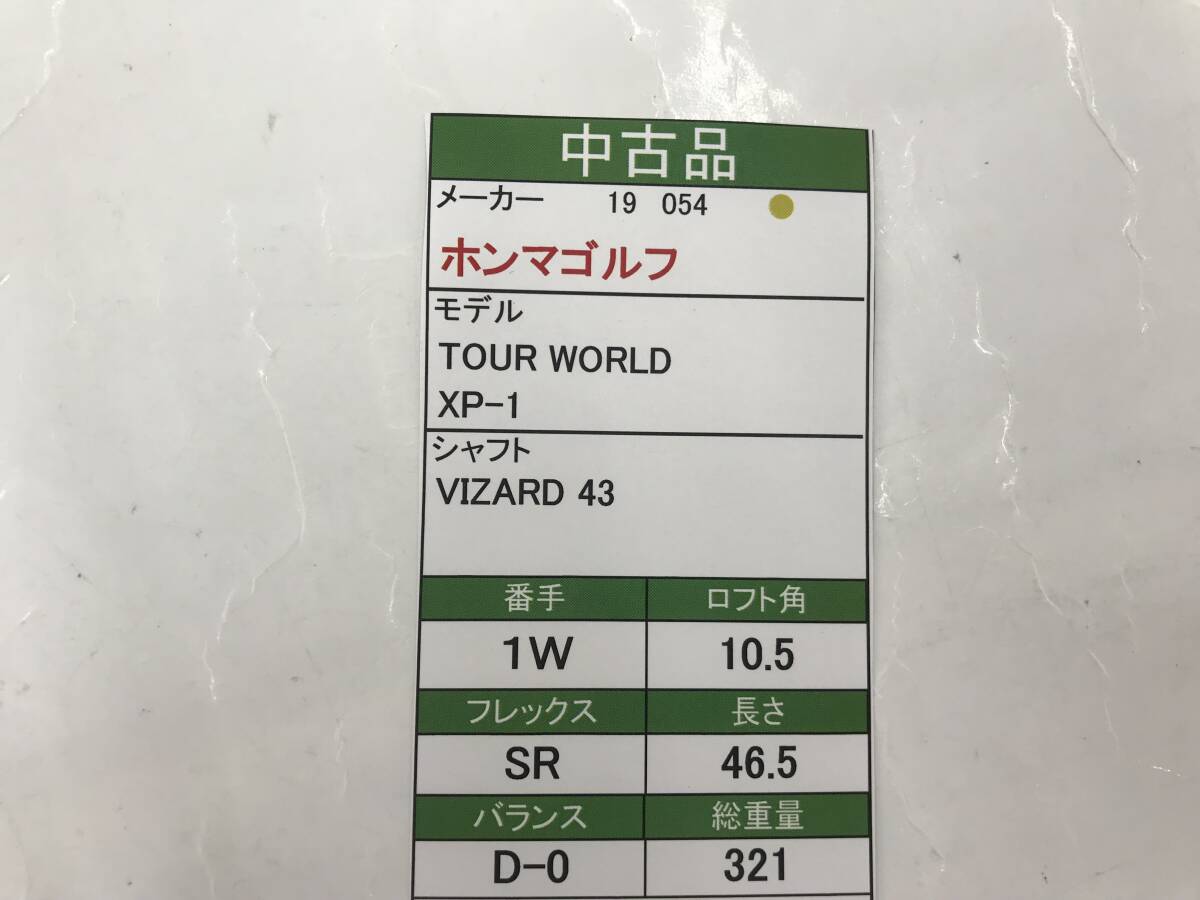 中古品
メーカー 19 054
ホンマゴルフ
モデル
TOUR WORLD
XP-1
シャフト
VIZARD 43
番手 ロフト角
1W 10.5
フレックス 長さ
SR 46.5
バランス 総重量
D-0 321